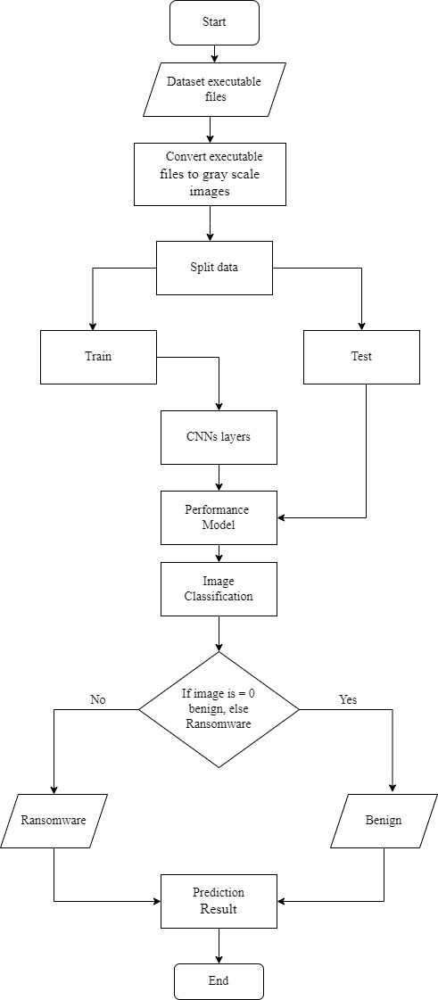 Start
Dataset executable
files
Convert executable
files to gray scale
images
Split data
Train
Test
CNNs layers
Performance
Model
Image
Classification
If image is = 0
benign, else
Ransomware
No
Yes
Ransomware
Benign
Prediction
Result
End